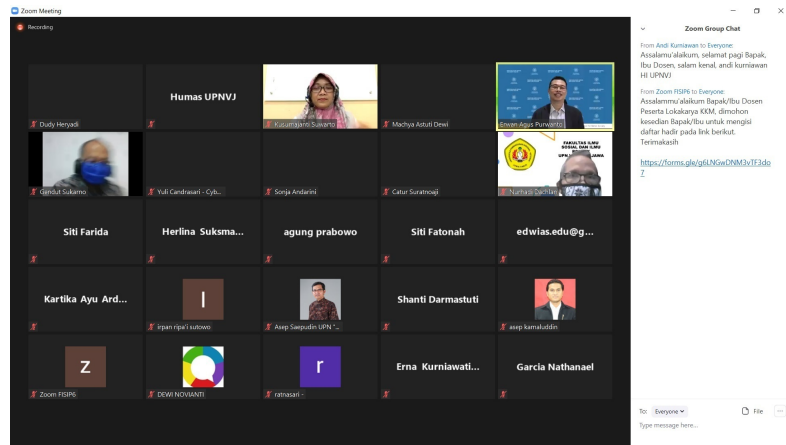 Zoom Meeting
Recording
Dudy Heryadi
Humas UPNVJ
Kusumajanti Suwarto
Machya Astuti Dewi
Erwan Agus Purwanto
Gendut Sukarno
Yuli Candrasari - Cyb...
Sonja Andarini
Catur Suratnoaji
FAKULTAS ILMU
SOSIAL DAN ILMU
Nurhadi Dachlan
Siti Farida
Herlina Suksma...
agung prabowo
Siti Fatonah
edwias.edu@g...
Kartika Ayu Ard...
I
irpan ripa'i sutowo
Asep Saepudin UPN "...
Shanti Darmastuti
asep kamaluddin
Z
Zoom FISIP6
DEWI NOVIANTI
r
ratnasari -
Erna Kurniawati...
Garcia Nathanael
Zoom Group Chat
From Andi Kurniawan to Everyone:
Assalamu'alaikum, selamat pagi Bapak,
Ibu Dosen, salam kenal, andi kurniawan
HI UPNVJ
From Zoom FISIP6 to Everyone:
Assalammu'alaikum Bapak/Ibu Dosen
Peserta Lokakarya KKM, dimohon
kesedian Bapak/Ibu untuk mengisi
daftar hadir pada link berikut.
Terimakasih
https://forms.gle/g6LNGwDNM3vTF3do
7
To: Everyone
File
Type message here...